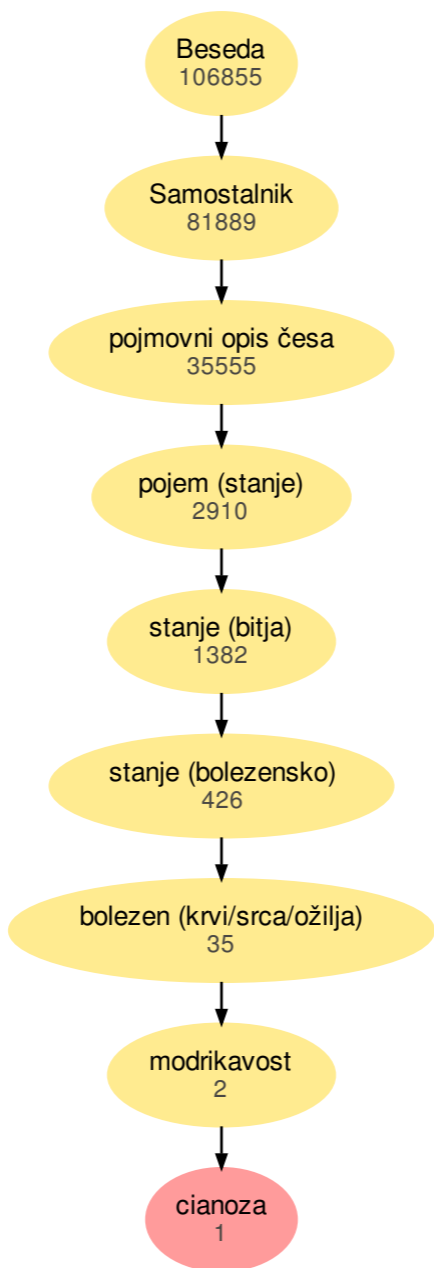 Beseda
106855
Samostalnik
81889
pojmovni opis česa
35555
pojem (stanje)
2910
stanje (bitja)
1382
stanje (bolezensko)
426
bolezen (krvi/srca/ožilja)
35
modrikavost
2
cianoza
1